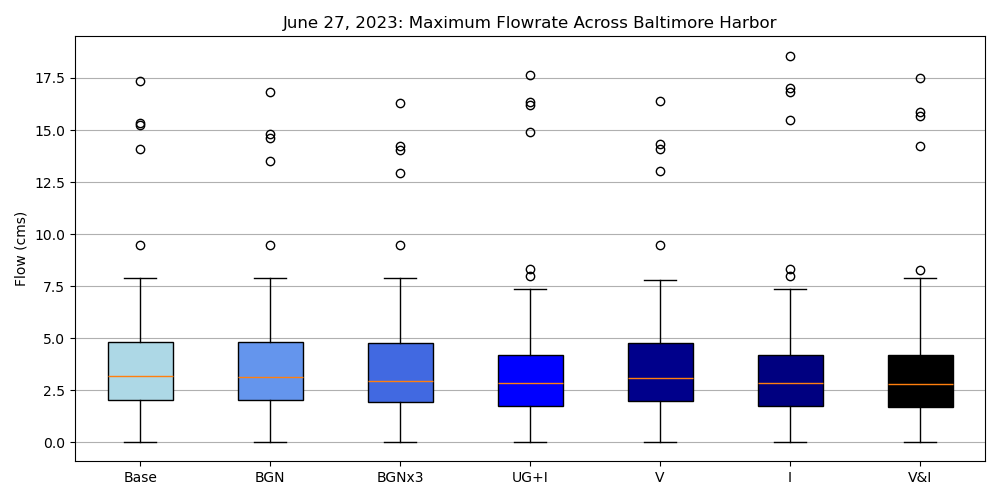 June 27, 2023: Maximum Flowrate Across Baltimore Harbor
Flow (cms)
17.5
15.0
12.5
10.0
7.5
5.0
2.5
0.0
Base BGN BGNx3 UG+I V I V&I